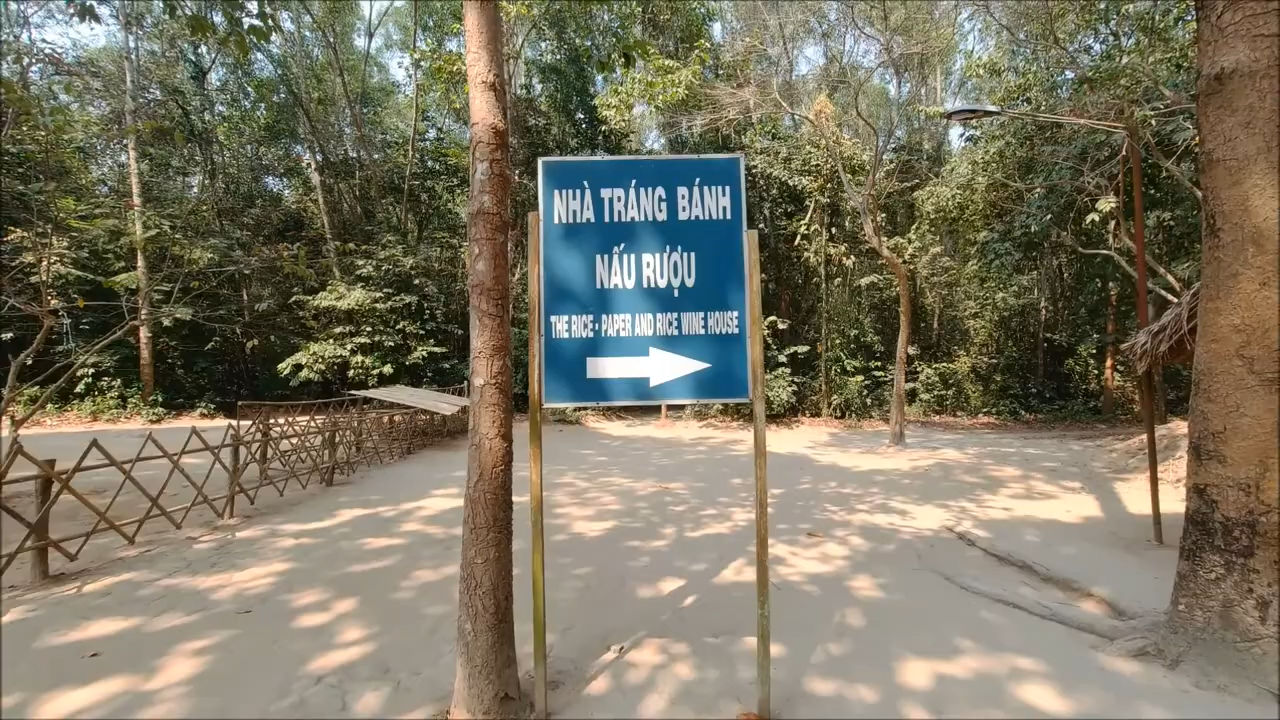 NHÀ TRÁNG BÁNH
NẤU RƯỢU
THE RICE - PAPER AND RICE WINE HOUSE